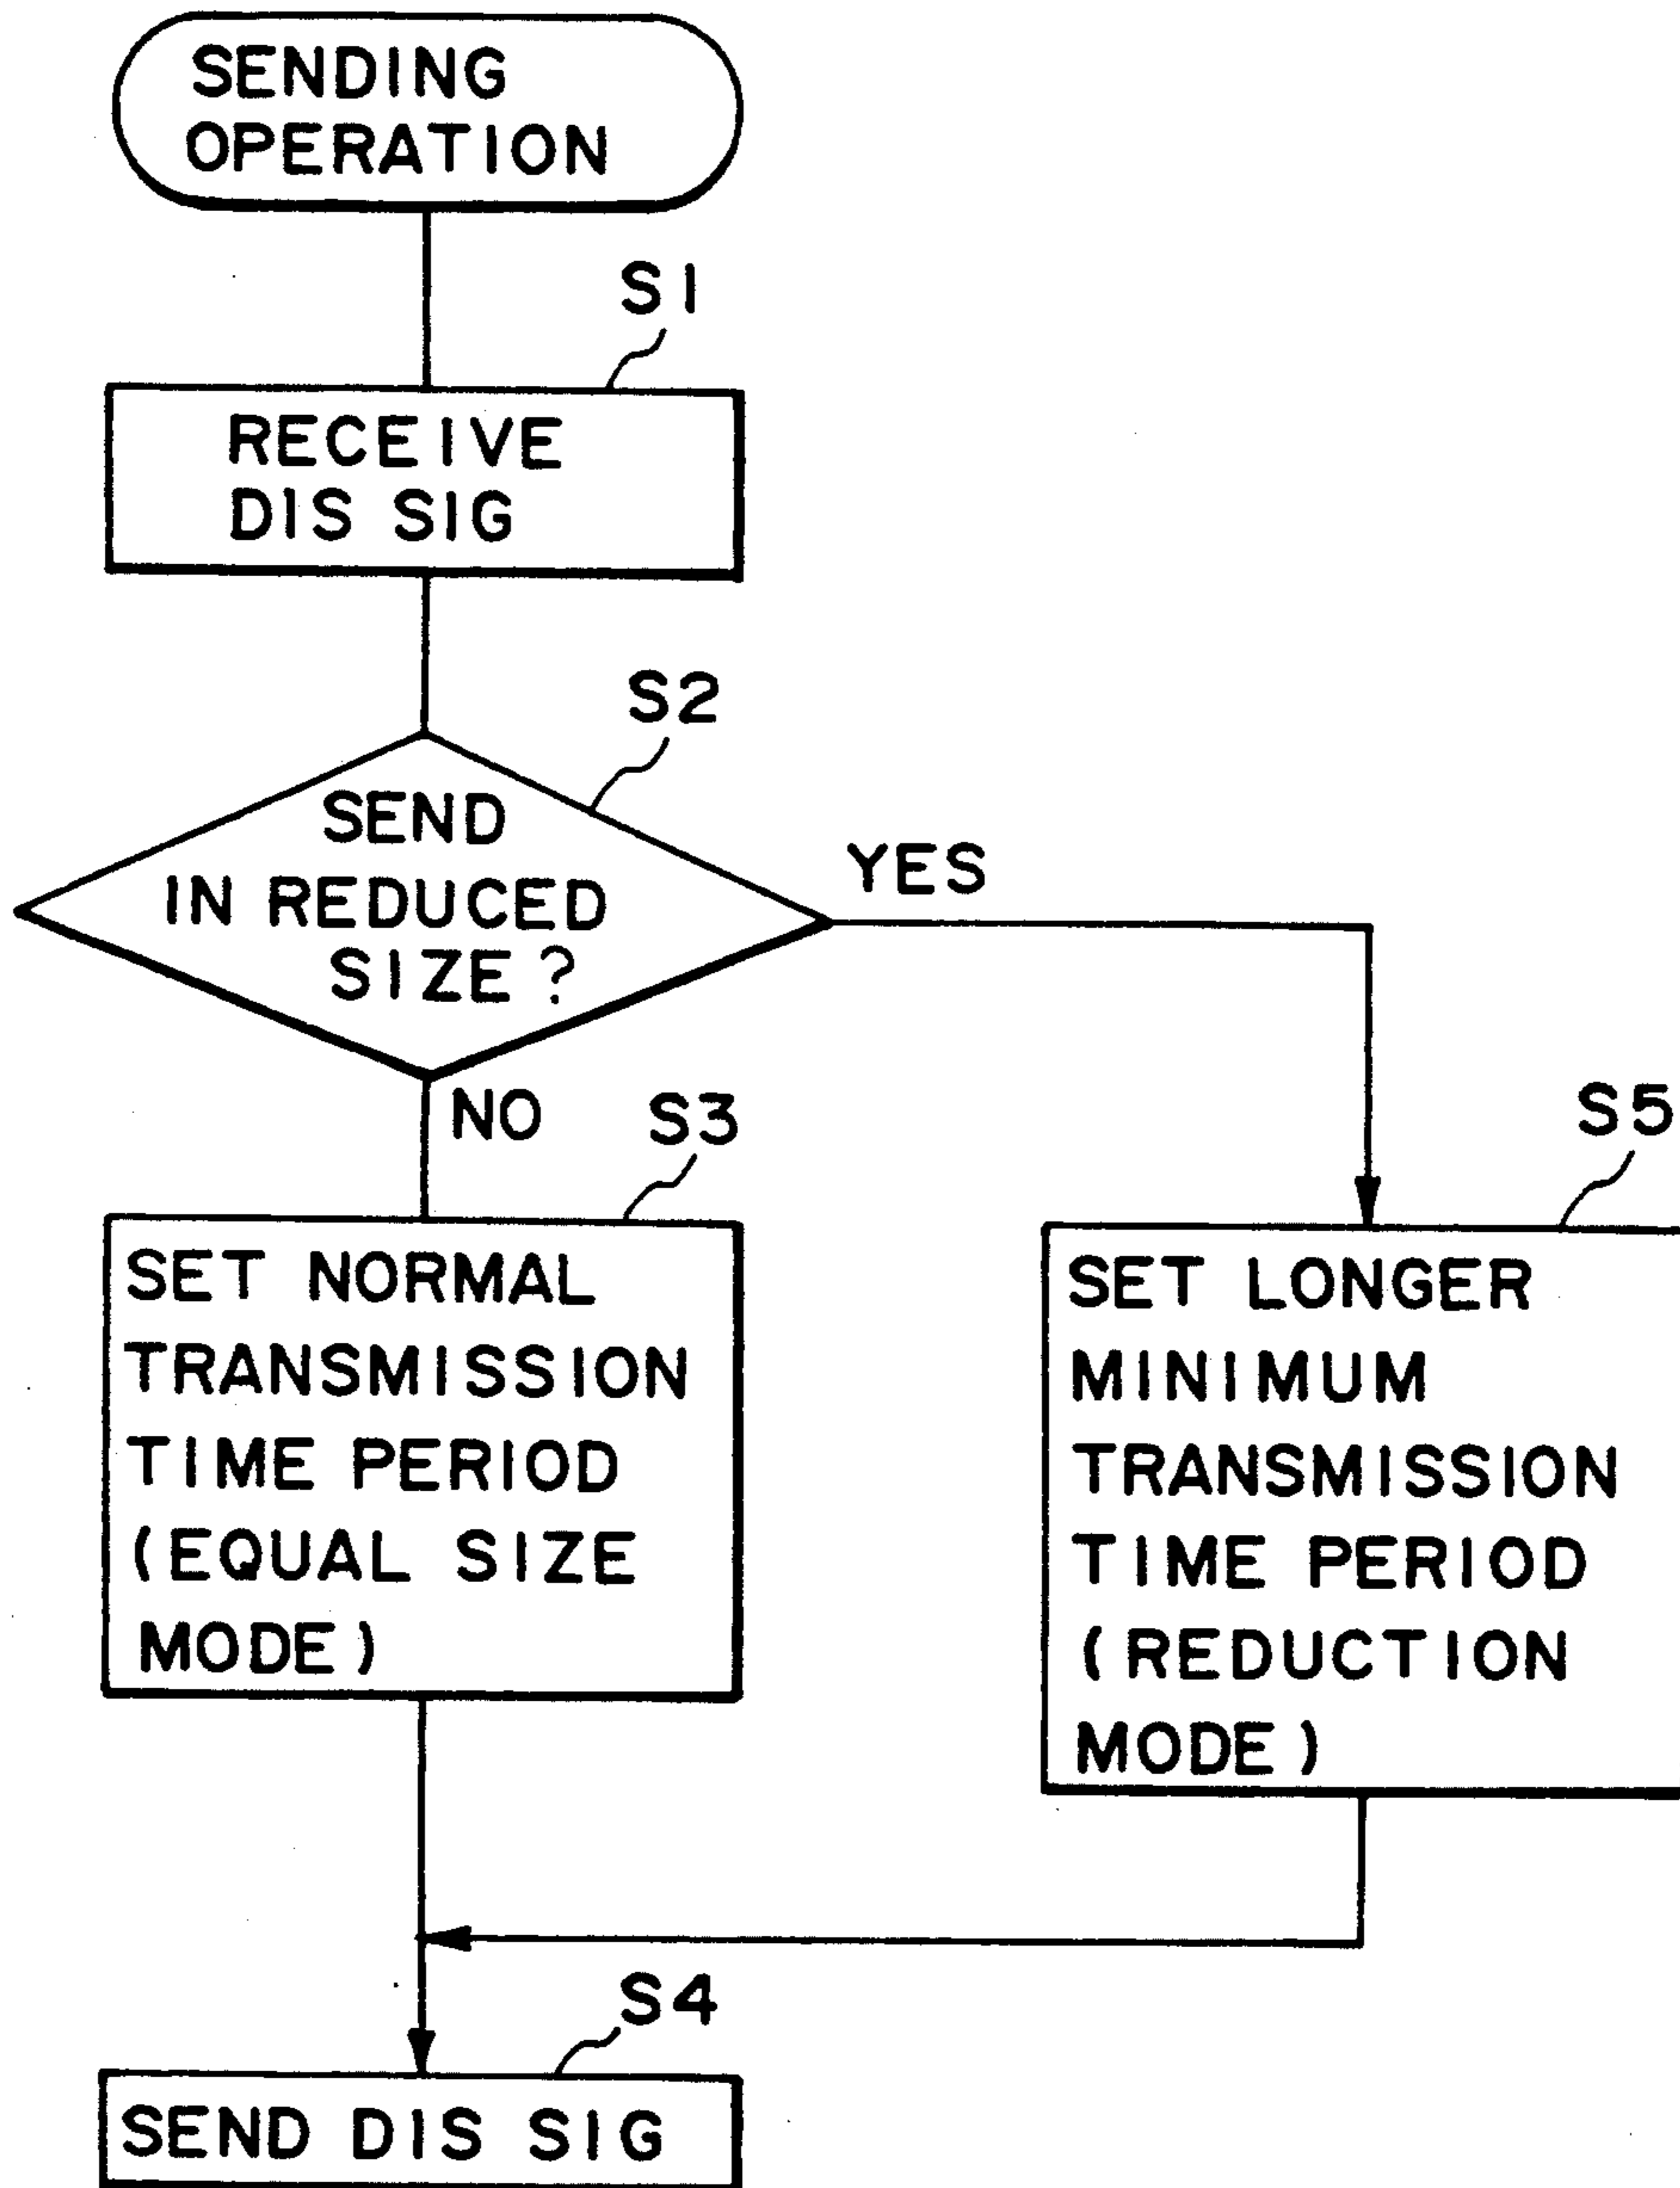 SENDING
OPERATION
S1
RECEIVE
DIS SIG
S2
SEND
IN REDUCED
SIZE?
YES
NO
S3
SET NORMAL
TRANSMISSION
TIME PERIOD
(EQUAL SIZE
MODE)
S5
SET LONGER
MINIMUM
TRANSMISSION
TIME PERIOD
(REDUCTION
MODE)
S4
SEND DIS SIG